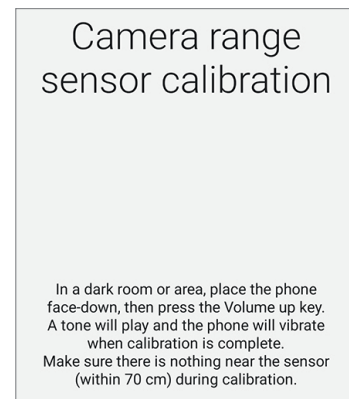 Camera range
sensor calibration
In a dark room or area, place the phone
face-down, then press the Volume up key.
A tone will play and the phone will vibrate
when calibration is complete.
Make sure there is nothing near the sensor
(within 70 cm) during calibration.